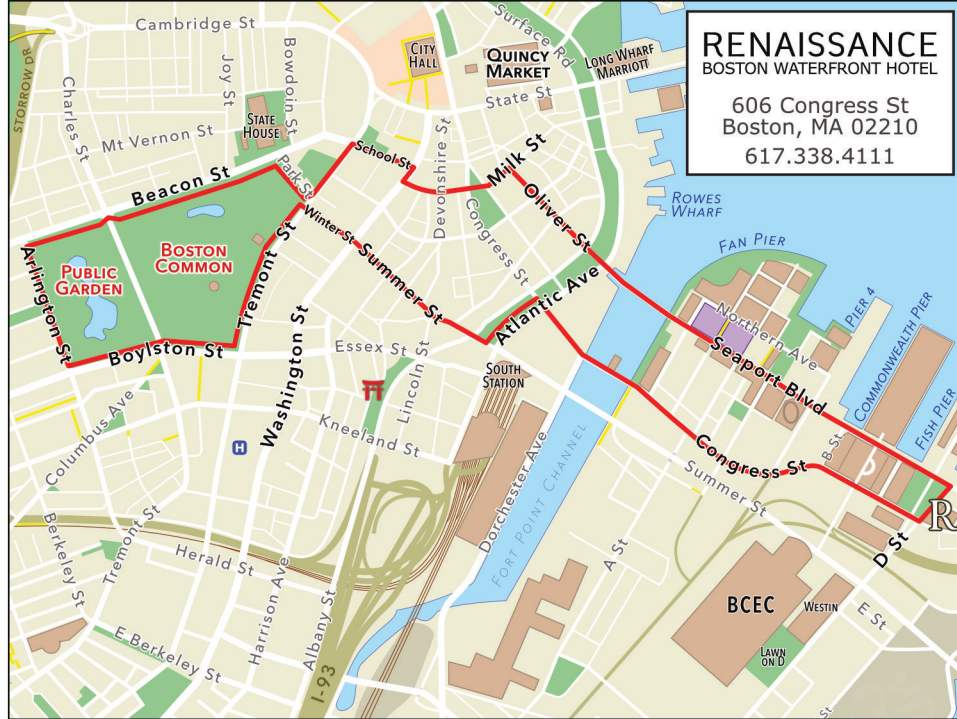 RENAISSANCE
BOSTON WATERFRONT HOTEL
606 Congress St
Boston, MA 02210
617.338.4111
Cambridge St
STORROW DR
Charles St
Joy St
Bowdoin St
CITY
HALL
QUINCY
MARKET
Surface Rd
LONG WHARF
MARRIOTT
State St
STATE
HOUSE
Mt Vernon St
Beacon St
Park St
School St
Devonshire St
Milk St
Oliver St
Congress St
ROWES
WHARF
FAN PIER
PIER 4
COMMONWEALTH PIER
FISH PIER
Northern Ave
Seaport Blvd
Arlington St
PUBLIC
GARDEN
BOSTON
COMMON
Tremont St
Winter St
Summer St
Atlantic Ave
Boylston St
Washington St
Essex St
Lincoln St
SOUTH
STATION
Columbus Ave
H
Kneeland St
Dorchester Ave
FORT POINT CHANNEL
Congress St
Summer St
B St
R
D St
E St
A St
BCEC
WESTIN
LAWN
ON D
Berkeley St
Tremont St
Herald St
Harrison Ave
Albany St
I-93
E Berkeley St